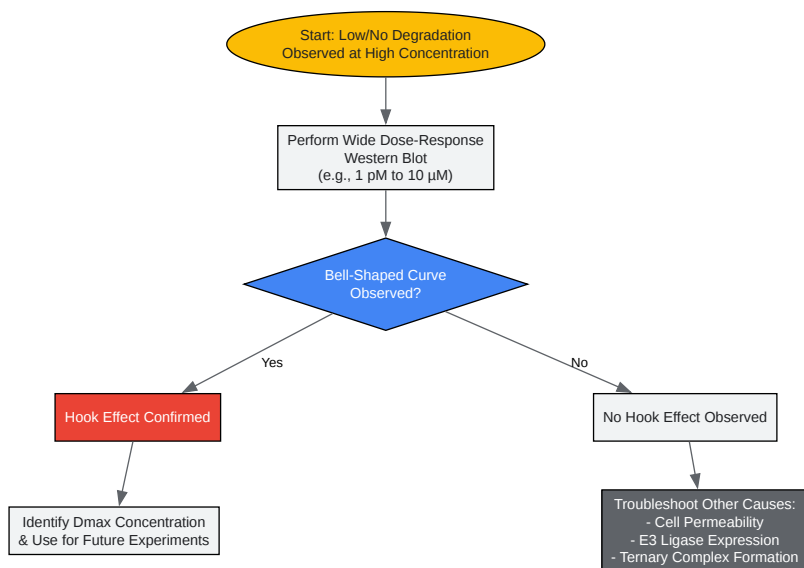 Start: Low/No Degradation
Observed at High Concentration
Perform Wide Dose-Response
Western Blot
(e.g., 1 pM to 10 µM)
Bell-Shaped Curve
Observed?
Yes
No
Hook Effect Confirmed
No Hook Effect Observed
Identify Dmax Concentration
& Use for Future Experiments
Troubleshoot Other Causes:
- Cell Permeability
- E3 Ligase Expression
- Ternary Complex Formation